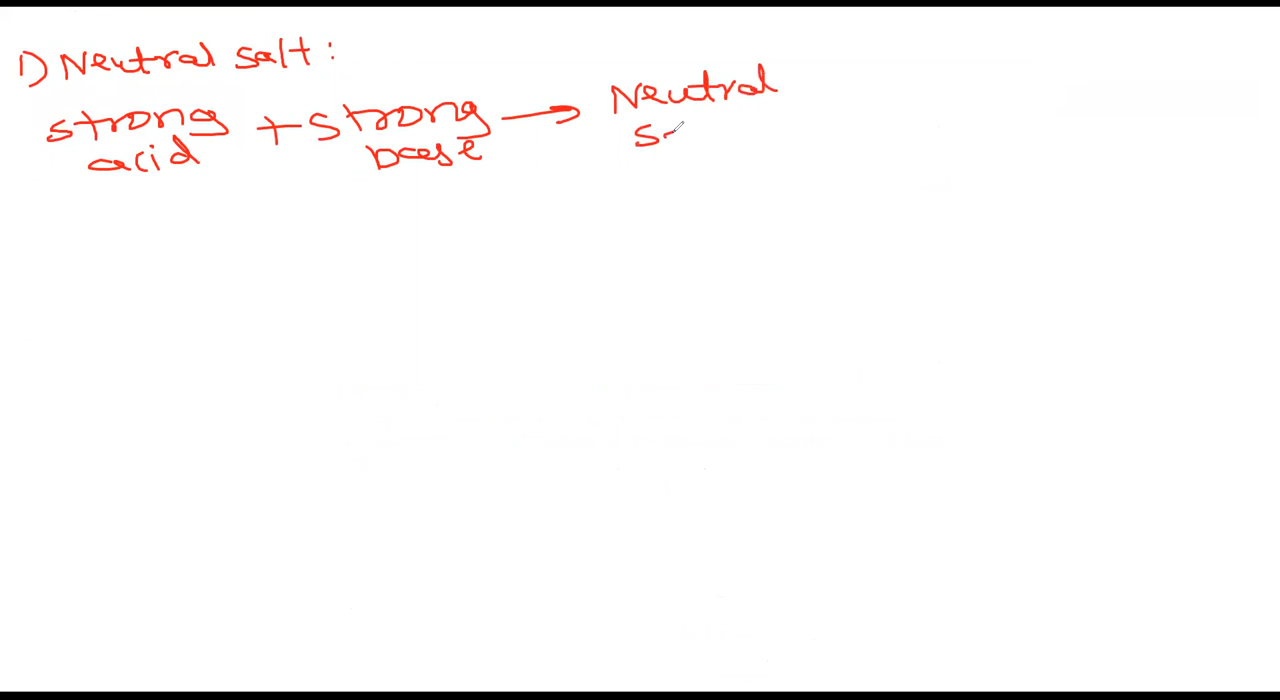 1) Neutral salt:
strong acid + strong base → Neutral
S